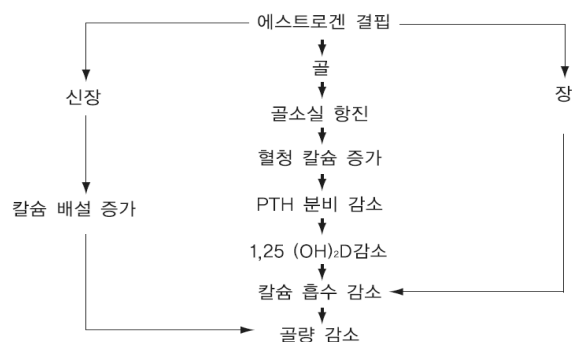 에스트로겐 결핍
골
신장
장
골소실 항진
혈청 칼슘 증가
칼슘 배설 증가
PTH 분비 감소
1,25 (OH)₂D감소
칼슘 흡수 감소
골량 감소